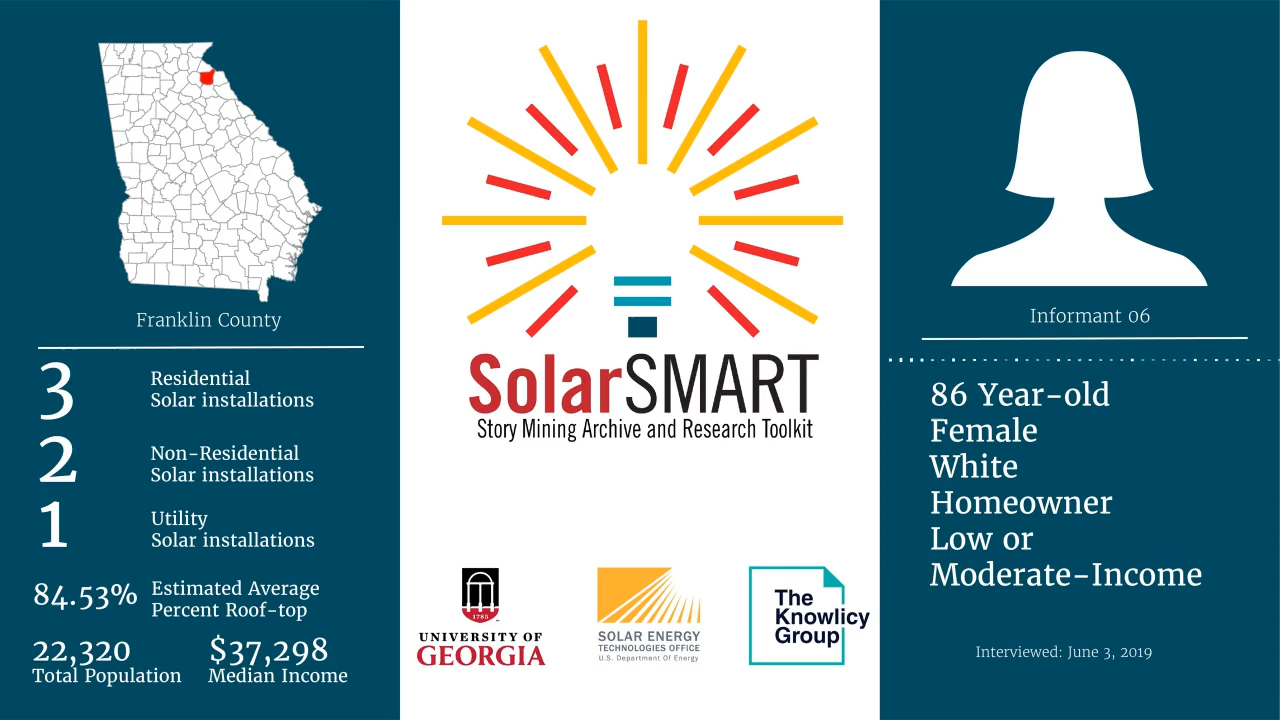 Franklin County
3
Residential
Solar installations
2
Non-Residential
Solar installations
1
Utility
Solar installations
84.53%
Estimated Average
Percent Roof-top
22,320
Total Population
$37,298
Median Income
SolarSMART
Story Mining Archive and Research Toolkit
1785
UNIVERSITY OF
GEORGIA
SOLAR ENERGY
TECHNOLOGIES OFFICE
U.S. Department Of Energy
The
Knowlicy
Group
Informant 06
86 Year-old
Female
White
Homeowner
Low or
Moderate-Income
Interviewed: June 3, 2019